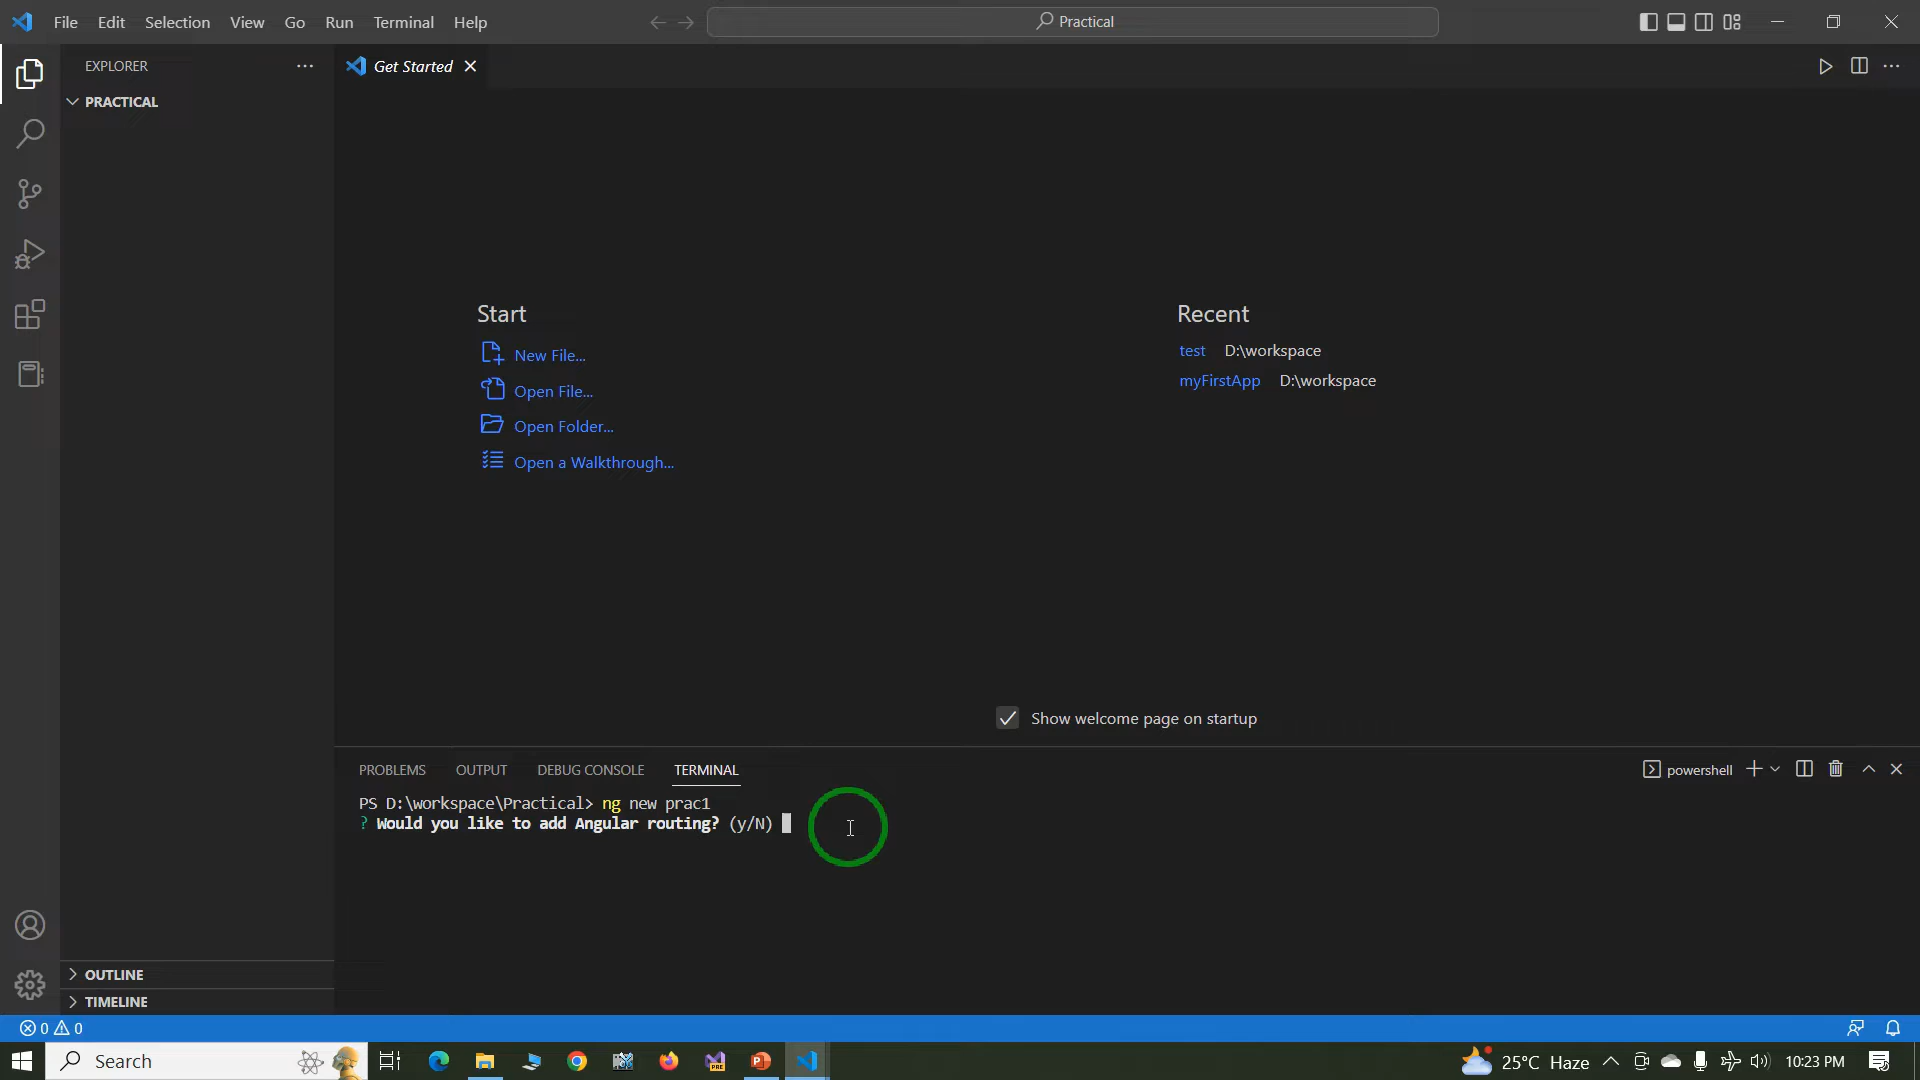 File Edit Selection View Go Run Terminal Help
Practical
EXPLORER
Get Started
PRACTICAL
Start
New File...
Open File...
Open Folder...
Open a Walkthrough...
Recent
test D:\workspace
myFirstApp D:\workspace
Show welcome page on startup
PROBLEMS OUTPUT DEBUG CONSOLE TERMINAL
powershell
PS D:\workspace\Practical> ng new prac1
? Would you like to add Angular routing? (y/N)
OUTLINE
TIMELINE
0 0
Search
PRE
25°C Haze
10:23 PM